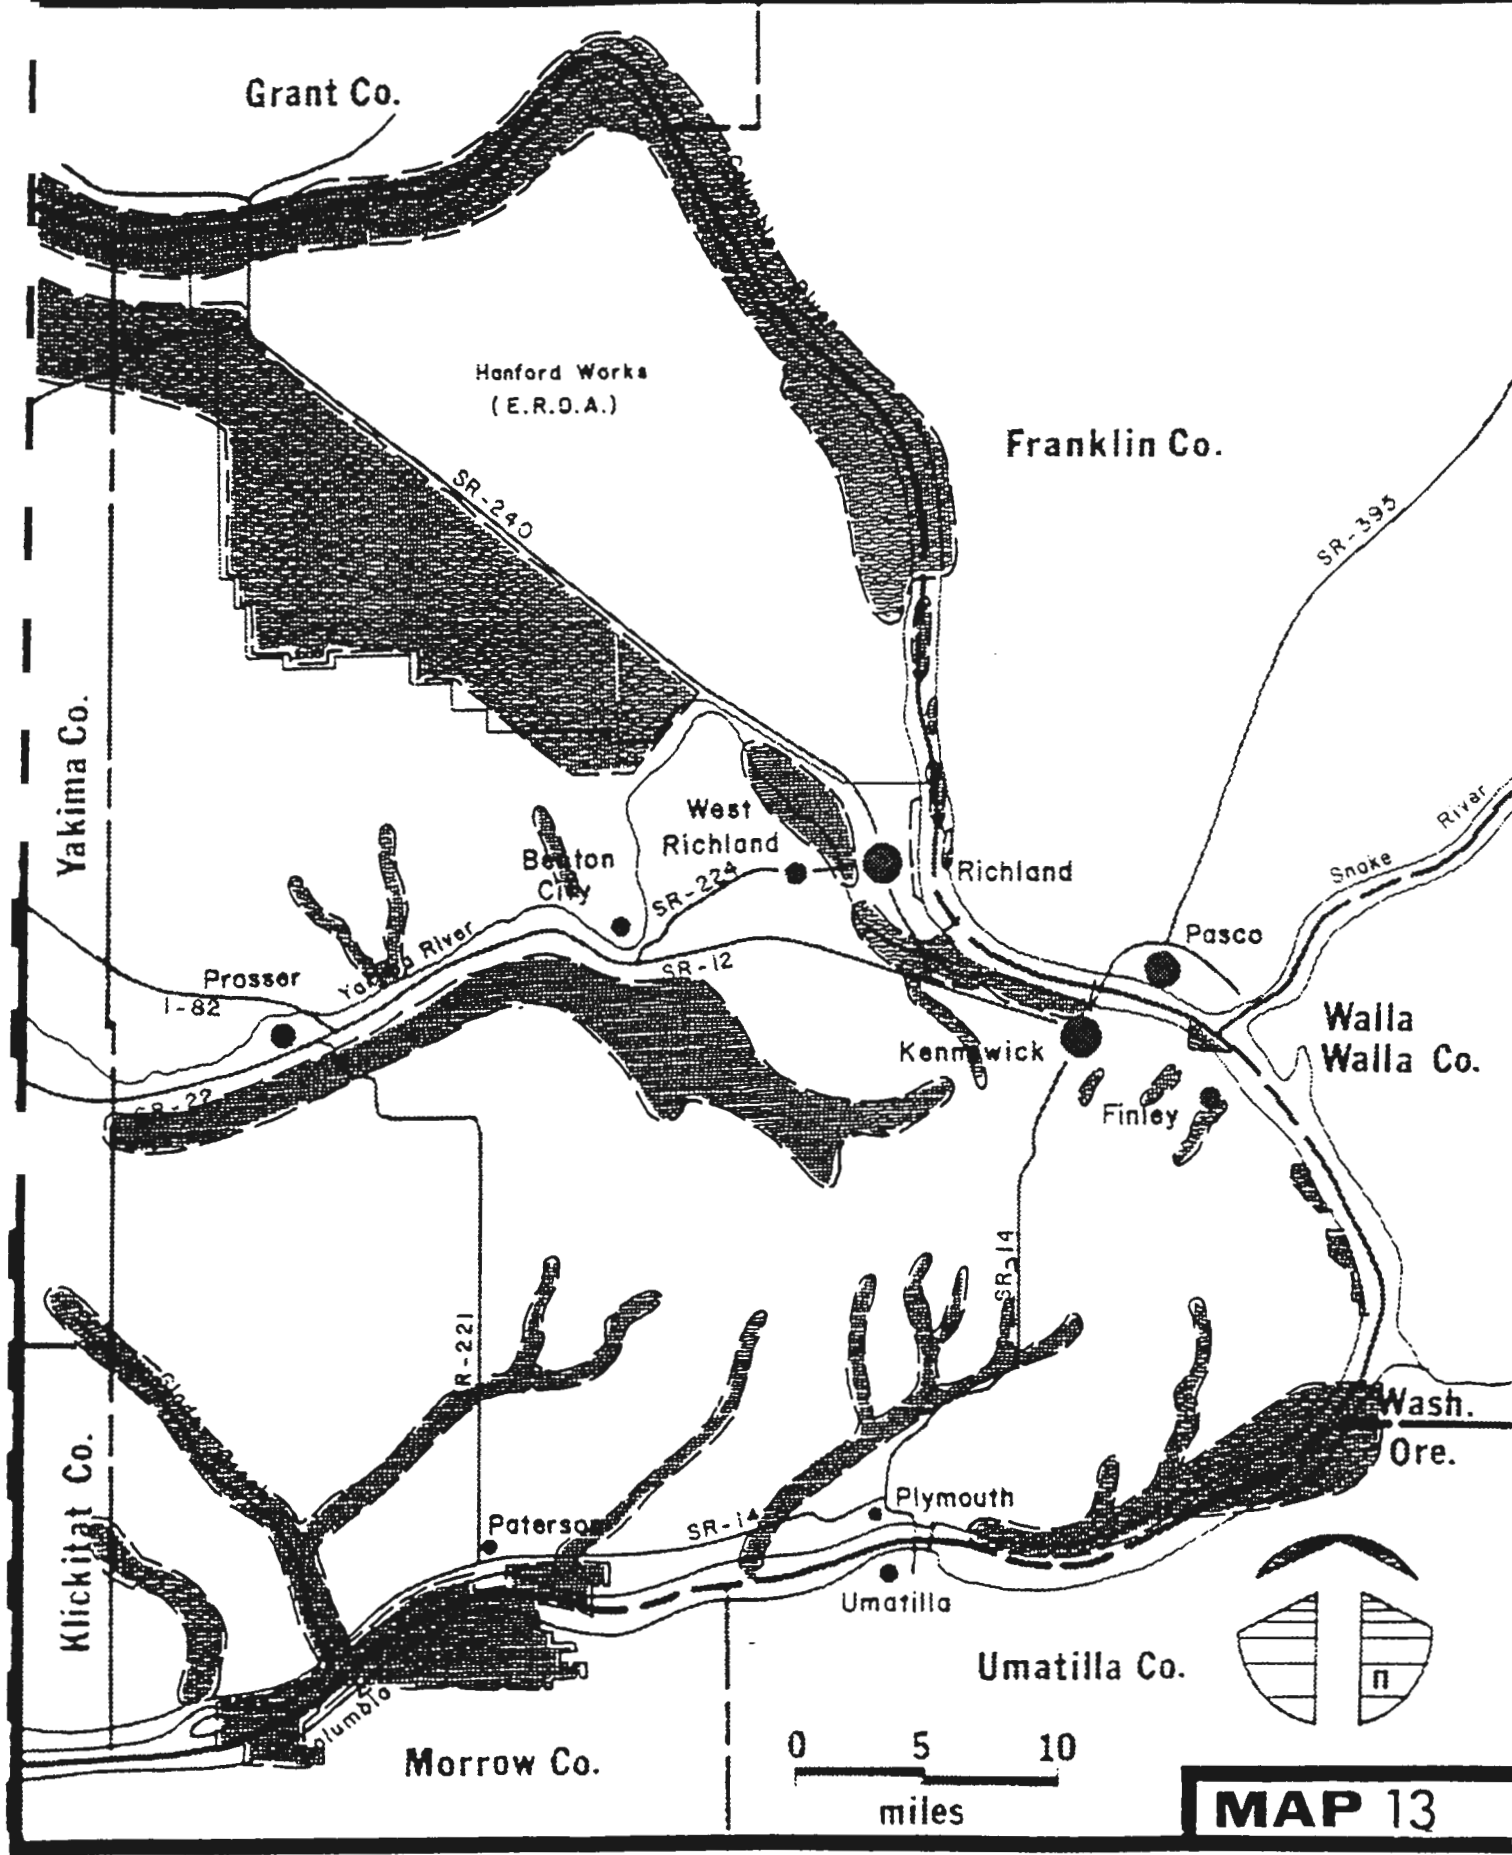 Grant Co.
Hanford Works
(E.R.D.A.)
Franklin Co.
SR-240
SR-395
Yakima Co.
West
Richland
Benton
City
SR-224
Richland
River
Snake
Pasco
Yakima River
Prosser
I-82
SR-12
Walla
Walla Co.
Kennewick
SR-22
Finley
SR-14
R-221
Wash.
Ore.
Klickitat Co.
Paterson
SR-14
Plymouth
Umatilla
Umatilla Co.
n
Columbia
Morrow Co.
0 5 10
miles
MAP 13